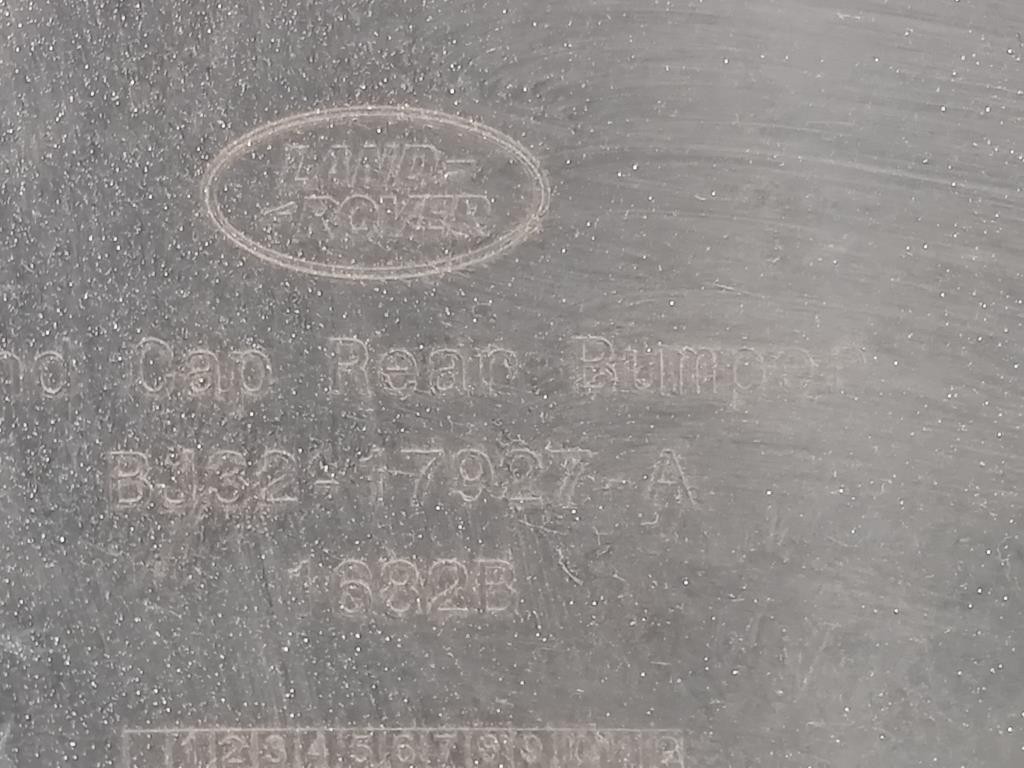 LAND-
-ROVER
nd Cap Rear Bumper
BJ32-17927-A
1682B
1 2 3 4 5 6 7 8 9 10 11 12